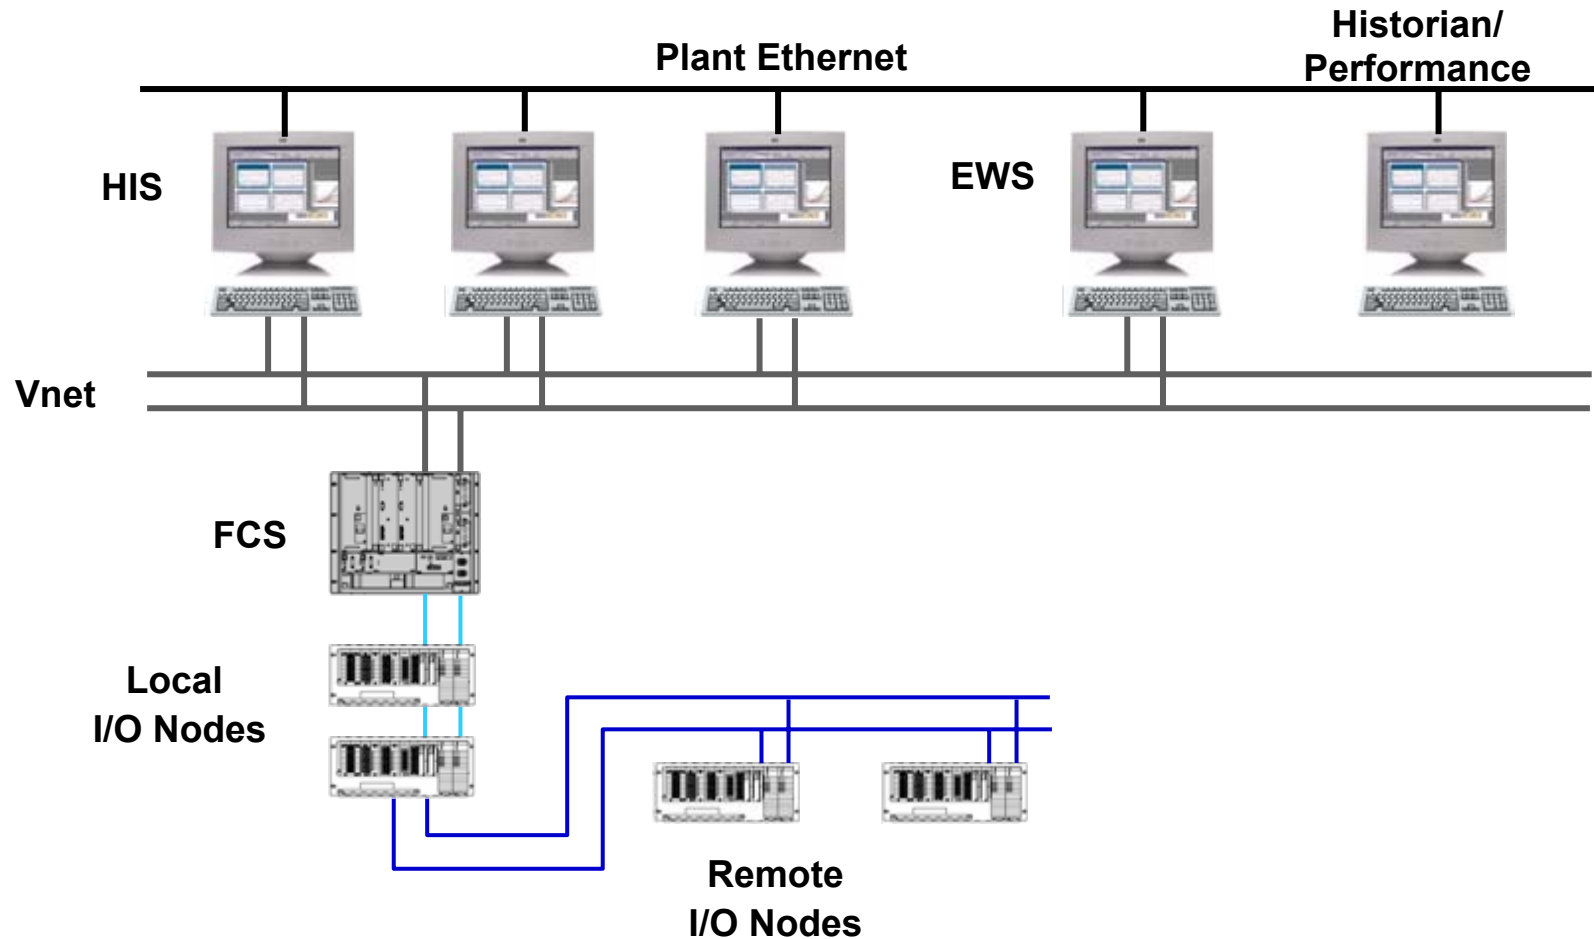 Historian/
Performance
Plant Ethernet
HIS
EWS
Vnet
FCS
Local
I/O Nodes
Remote
I/O Nodes